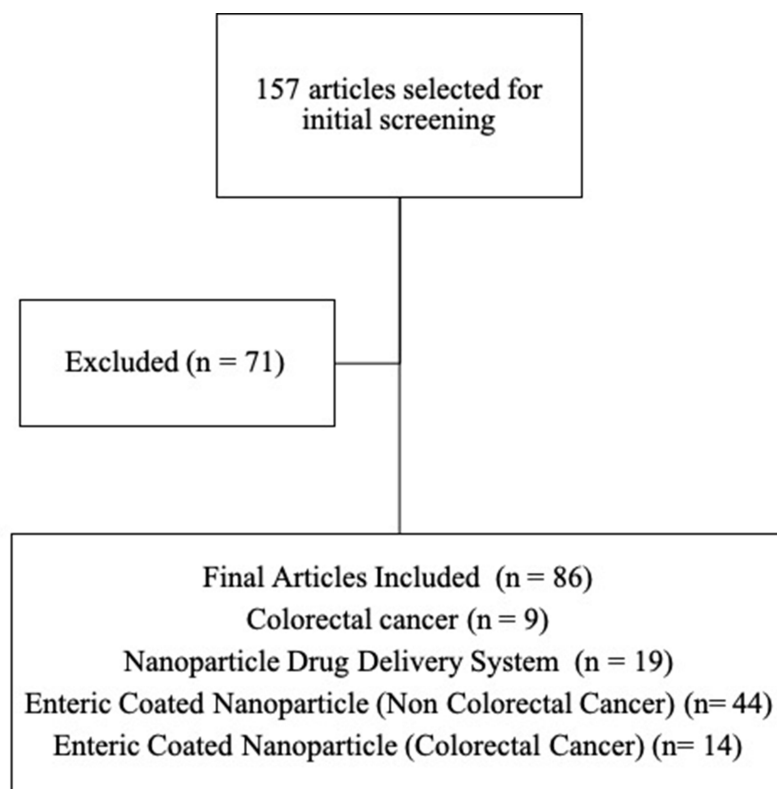 157 articles selected for
initial screening
Excluded (n = 71)
Final Articles Included (n = 86)
Colorectal cancer (n = 9)
Nanoparticle Drug Delivery System (n = 19)
Enteric Coated Nanoparticle (Non Colorectal Cancer) (n= 44)
Enteric Coated Nanoparticle (Colorectal Cancer) (n= 14)